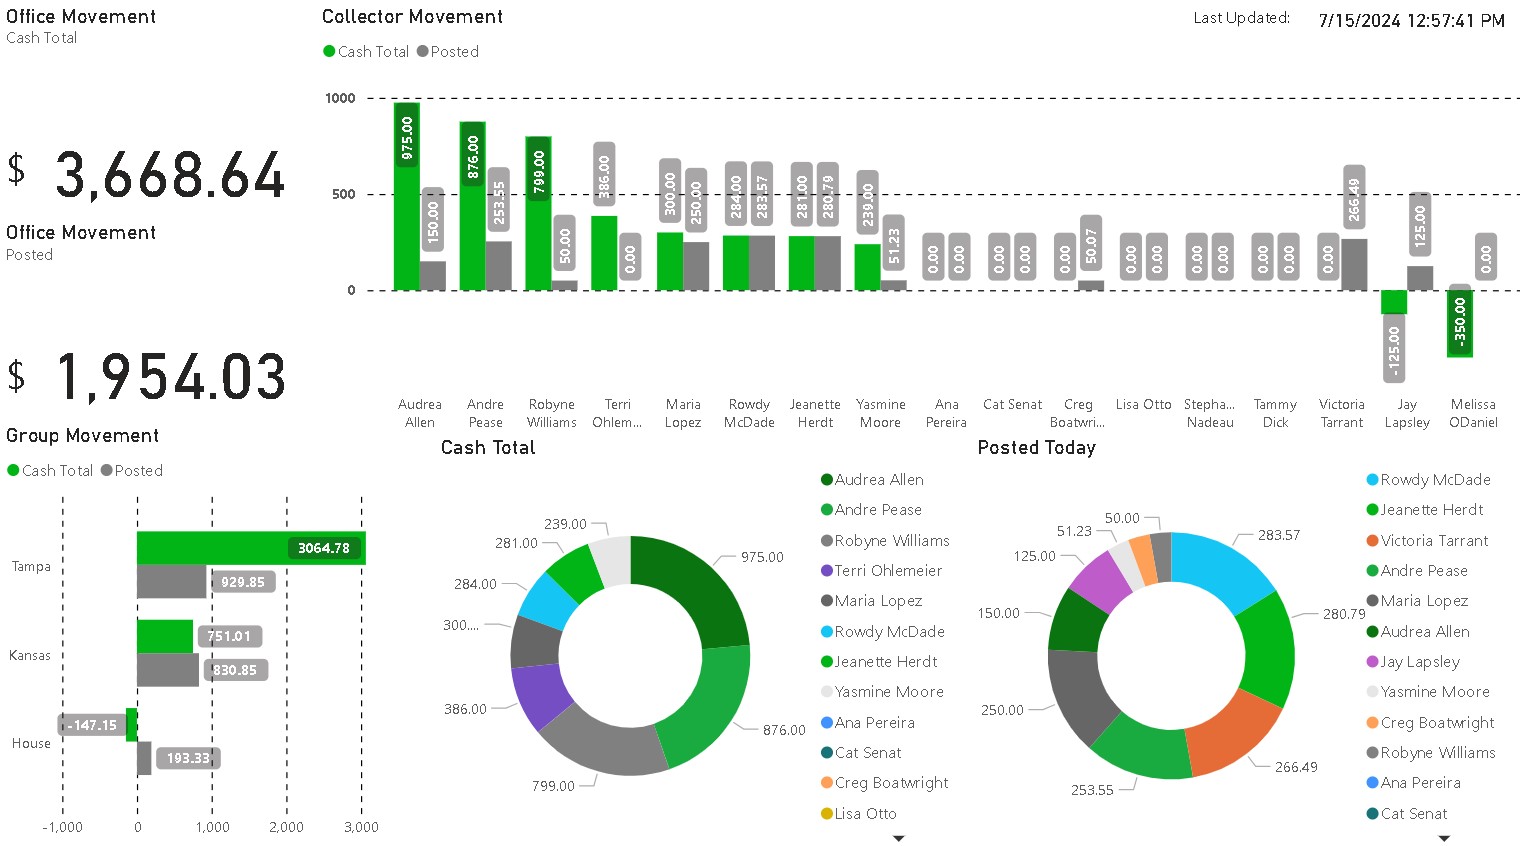 Office Movement
Cash Total
$ 3,668.64
Office Movement
Posted
$ 1,954.03
Collector Movement
Cash Total Posted
Last Updated: 7/15/2024 12:57:41 PM
1000
500
0
975.00
150.00
876.00
253.55
799.00
50.00
386.00
0.00
300.00
250.00
284.00
283.57
281.00
280.79
239.00
51.23
0.00
0.00
0.00
0.00
0.00
50.07
0.00
0.00
0.00
0.00
0.00
0.00
0.00
266.49
-125.00
125.00
-350.00
0.00
Audrea
Allen
Andre
Pease
Robyne
Williams
Terri
Ohlem...
Maria
Lopez
Rowdy
McDade
Jeanette
Herdt
Yasmine
Moore
Ana
Pereira
Cat Senat
Creg
Boatwri...
Lisa Otto
Stepha...
Nadeau
Tammy
Dick
Victoria
Tarrant
Jay
Lapsley
Melissa
ODaniel
Group Movement
Cash Total Posted
Tampa
3064.78
929.85
Kansas
751.01
830.85
House
-147.15
193.33
-1,000 0 1,000 2,000 3,000
Cash Total
239.00
281.00
284.00
300....
386.00
799.00
876.00
975.00
Audrea Allen
Andre Pease
Robyne Williams
Terri Ohlemeier
Maria Lopez
Rowdy McDade
Jeanette Herdt
Yasmine Moore
Ana Pereira
Cat Senat
Creg Boatwright
Lisa Otto
Posted Today
50.00
51.23
125.00
150.00
250.00
253.55
266.49
280.79
283.57
Rowdy McDade
Jeanette Herdt
Victoria Tarrant
Andre Pease
Maria Lopez
Audrea Allen
Jay Lapsley
Yasmine Moore
Creg Boatwright
Robyne Williams
Ana Pereira
Cat Senat